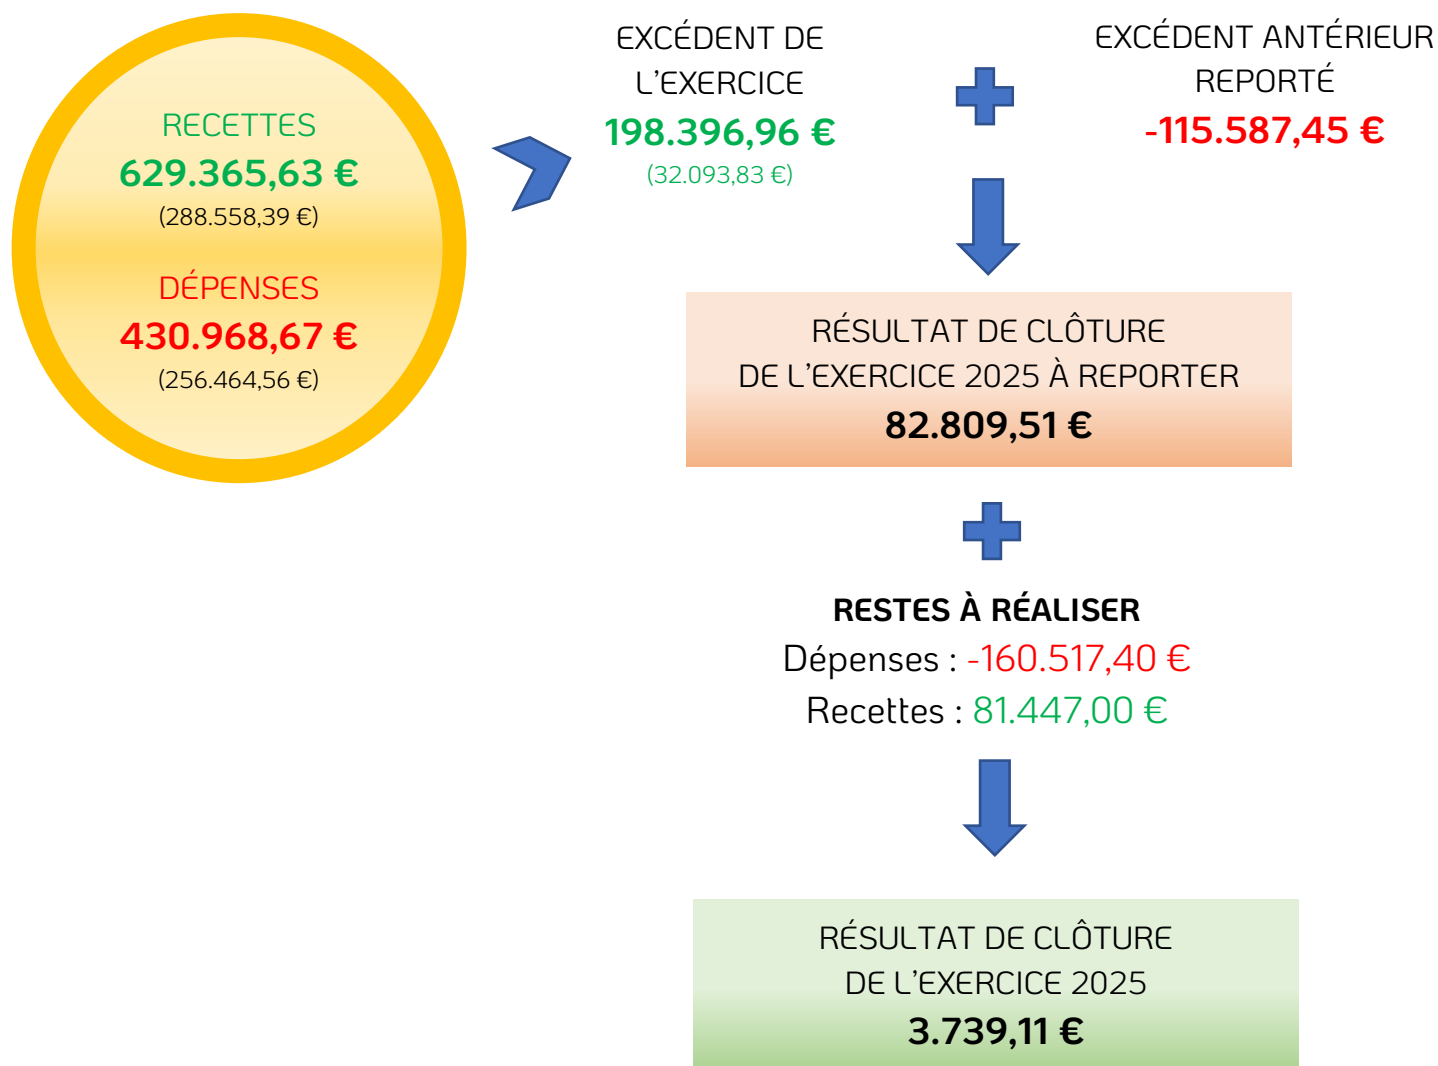 RECETTES
629.365,63 €
(288.558,39 €)
DÉPENSES
430.968,67 €
(256.464,56 €)
EXCÉDENT DE
L’EXERCICE
198.396,96 €
(32.093,83 €)
EXCÉDENT ANTÉRIEUR
REPORTÉ
-115.587,45 €
RÉSULTAT DE CLÔTURE
DE L’EXERCICE 2025 À REPORTER
82.809,51 €
RESTES À RÉALISER
Dépenses : -160.517,40 €
Recettes : 81.447,00 €
RÉSULTAT DE CLÔTURE
DE L’EXERCICE 2025
3.739,11 €